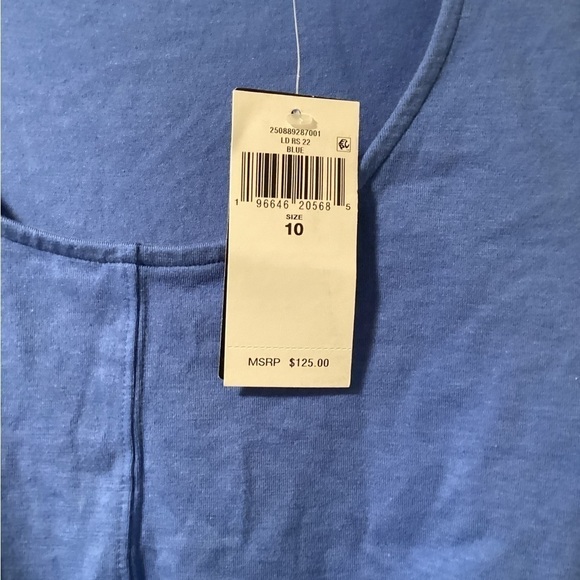 250889287001
LD RS 22
BLUE
1 96646 20568 5
SIZE
10
MSRP $125.00